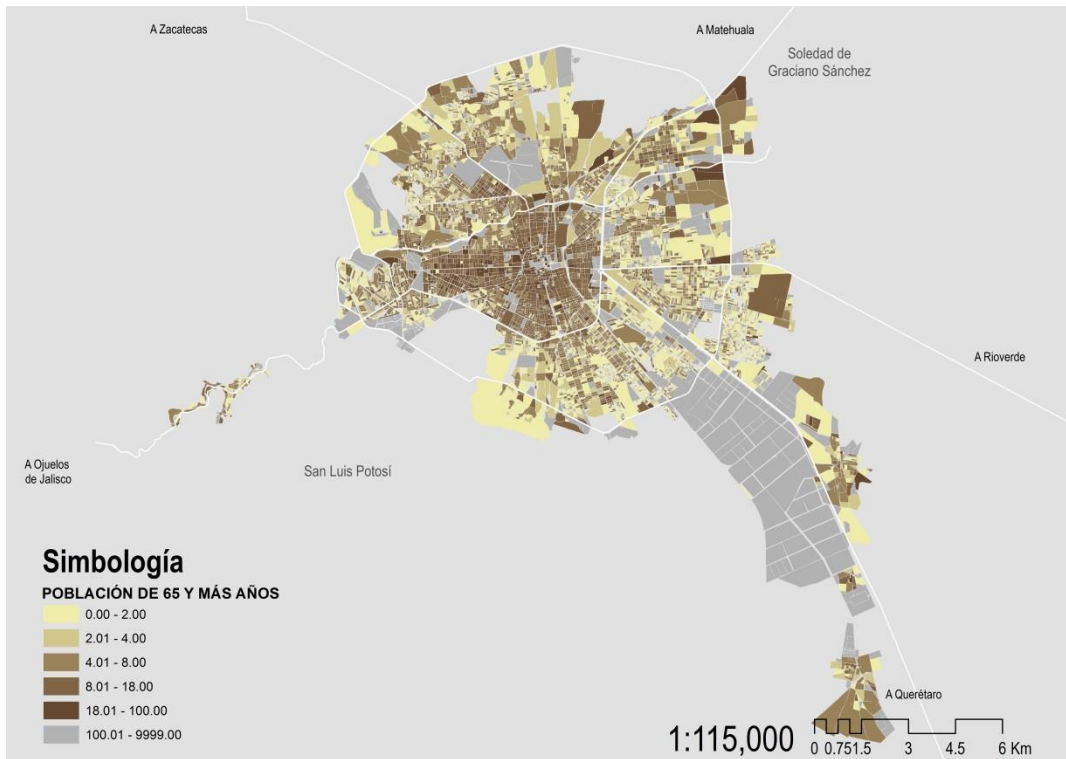 A Zacatecas
A Matehuala
Soledad de
Graciano Sánchez
A Rioverde
A Ojuelos
de Jalisco
San Luis Potosí
Simbología
POBLACIÓN DE 65 Y MÁS AÑOS
0.00 - 2.00
2.01 - 4.00
4.01 - 8.00
8.01 - 18.00
18.01 - 100.00
100.01 - 9999.00
A Querétaro
1:115,000
0 0.751.5 3 4.5 6 Km